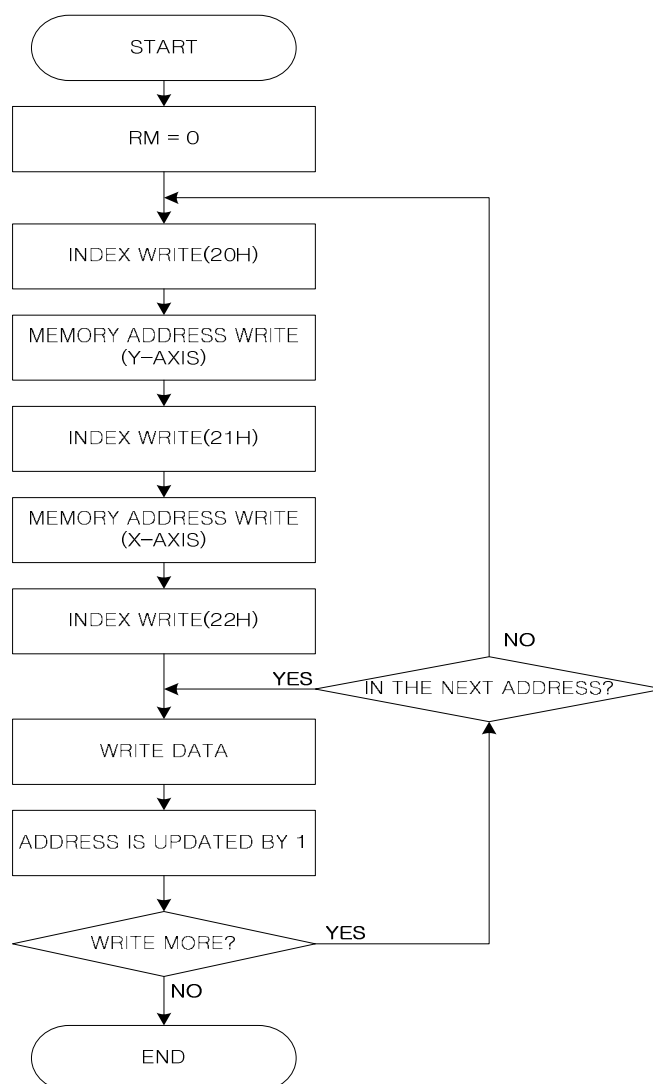 START
RM = 0
INDEX WRITE(20H)
MEMORY ADDRESS WRITE
(Y-AXIS)
INDEX WRITE(21H)
MEMORY ADDRESS WRITE
(X-AXIS)
INDEX WRITE(22H)
NO
YES
IN THE NEXT ADDRESS?
WRITE DATA
ADDRESS IS UPDATED BY 1
WRITE MORE?
YES
NO
END